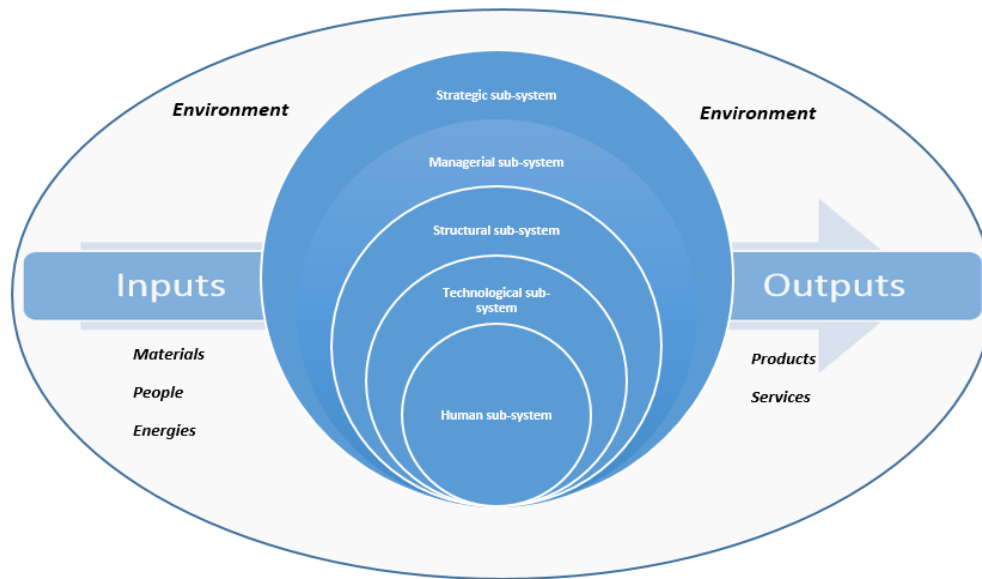 Strategic sub-system
Environment
Environment
Managerial sub-system
Structural sub-system
Inputs
Technological sub-
system
Outputs
Materials
People
Energies
Products
Services
Human sub-system